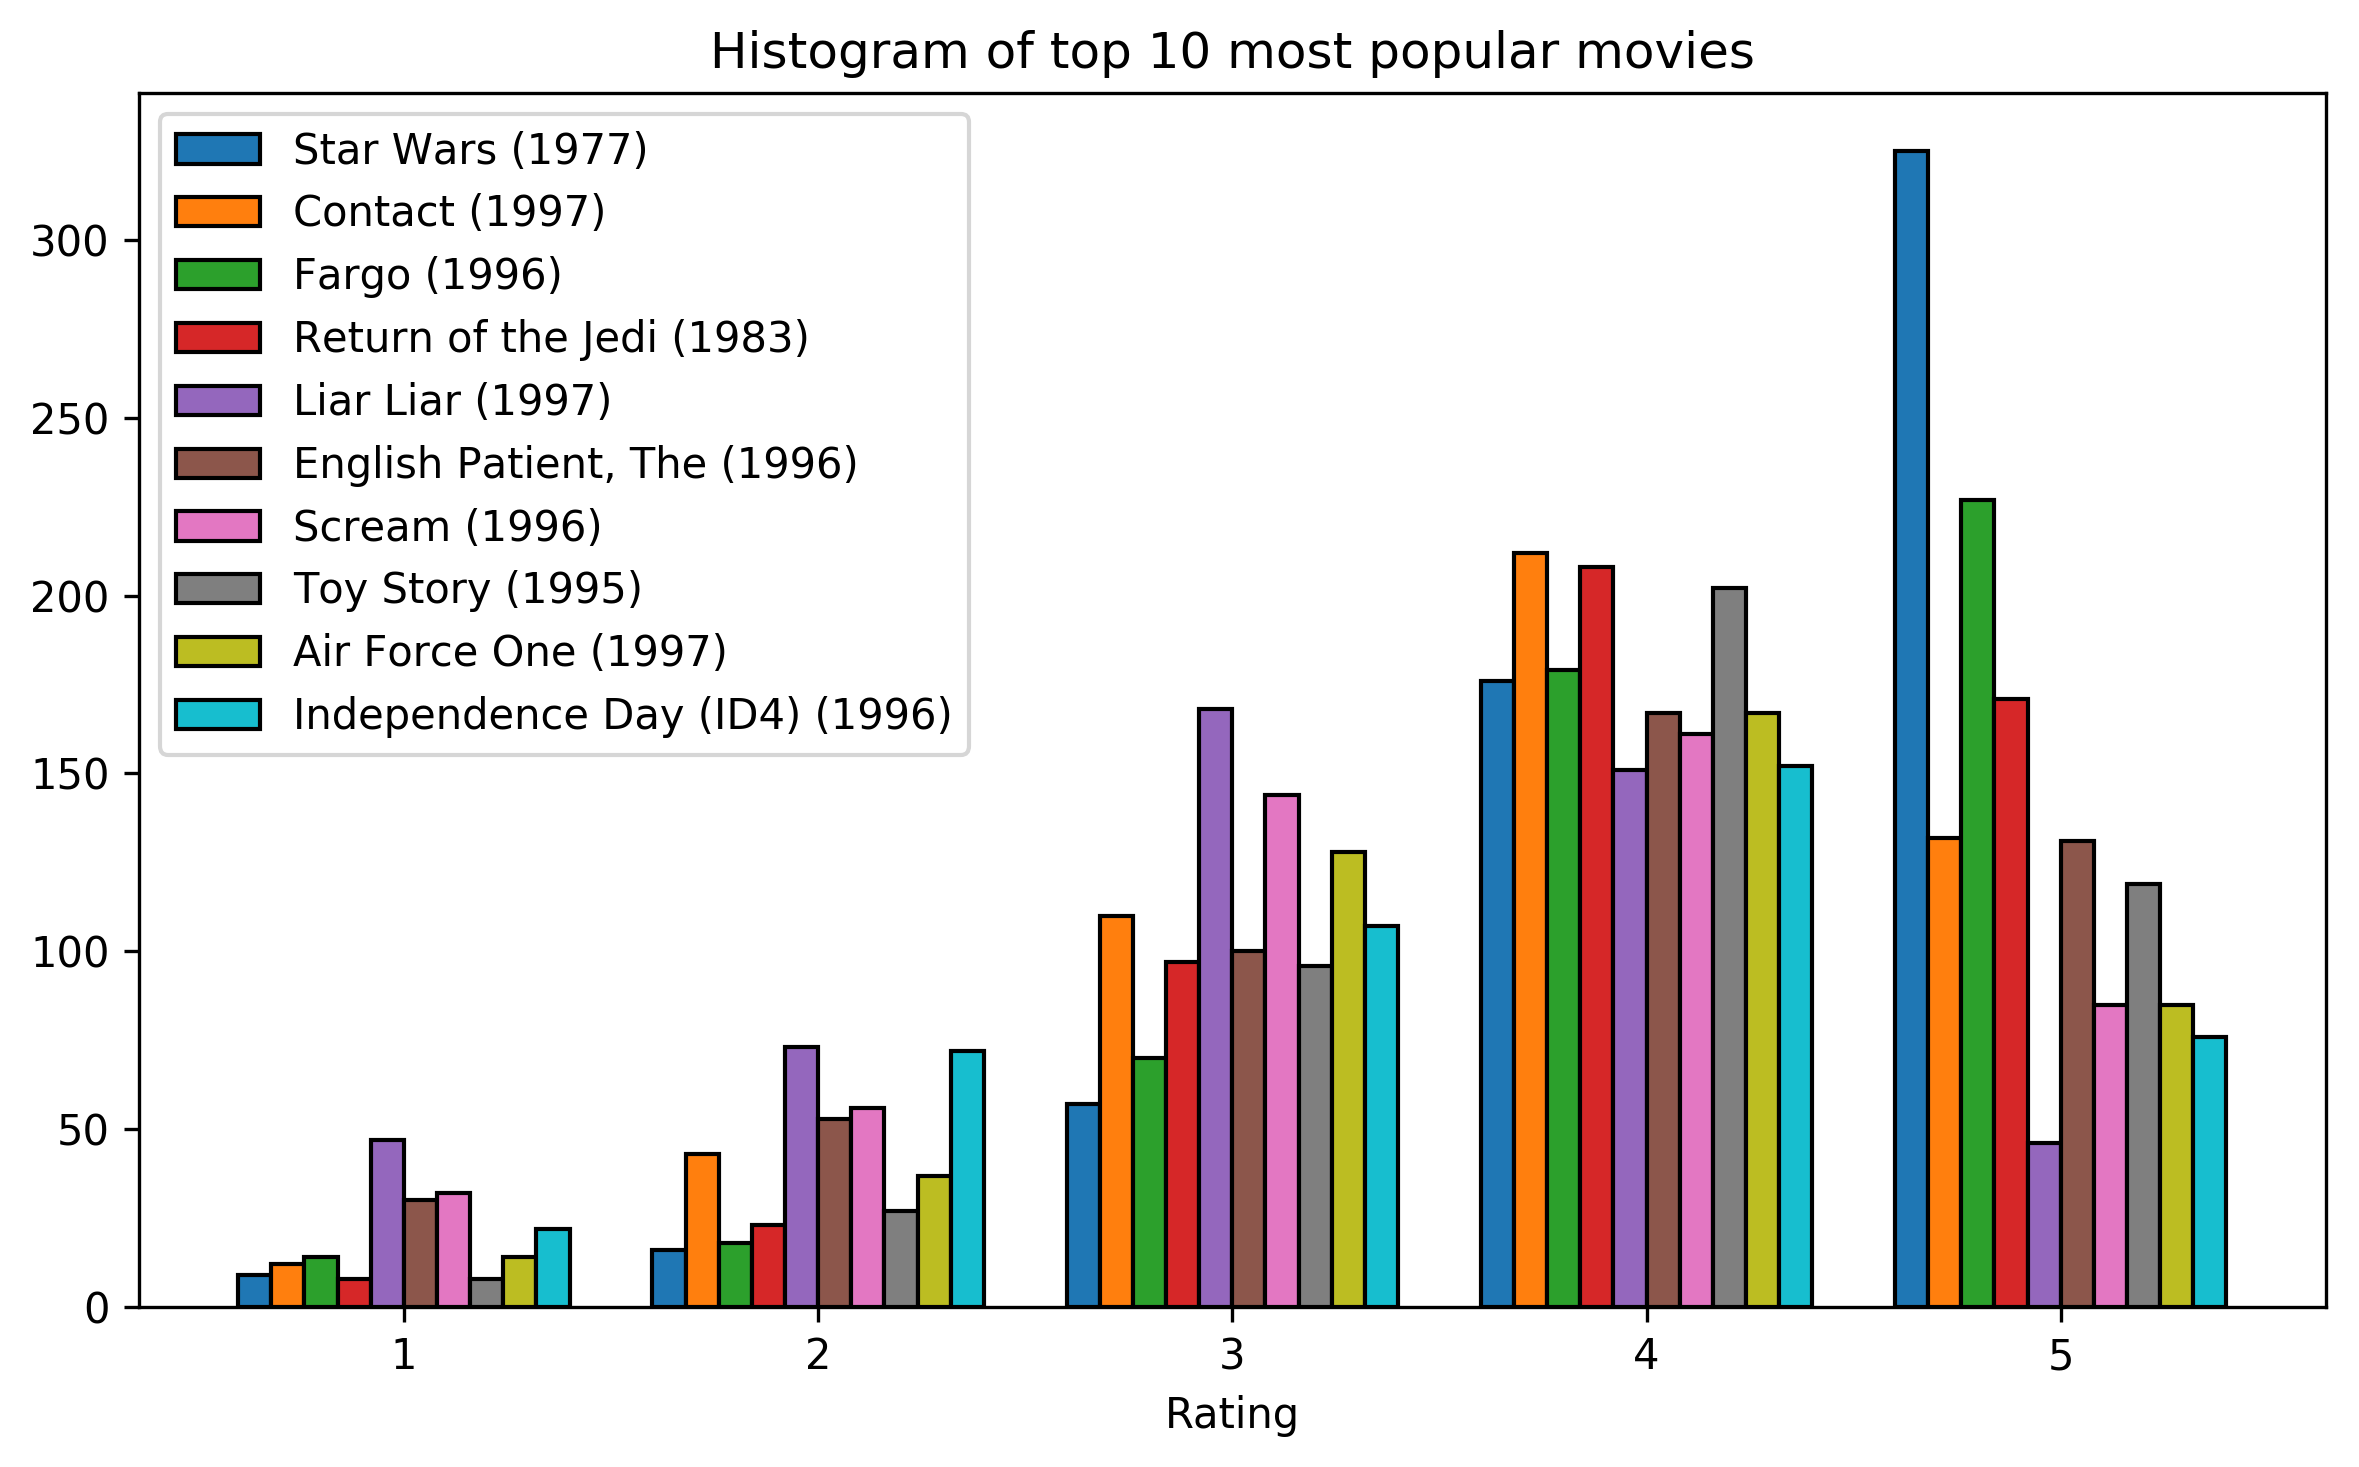 Histogram of top 10 most popular movies
Star Wars (1977)
Contact (1997)
Fargo (1996)
Return of the Jedi (1983)
Liar Liar (1997)
English Patient, The (1996)
Scream (1996)
Toy Story (1995)
Air Force One (1997)
Independence Day (ID4) (1996)
300
250
200
150
100
50
0
1 2 3 4 5
Rating